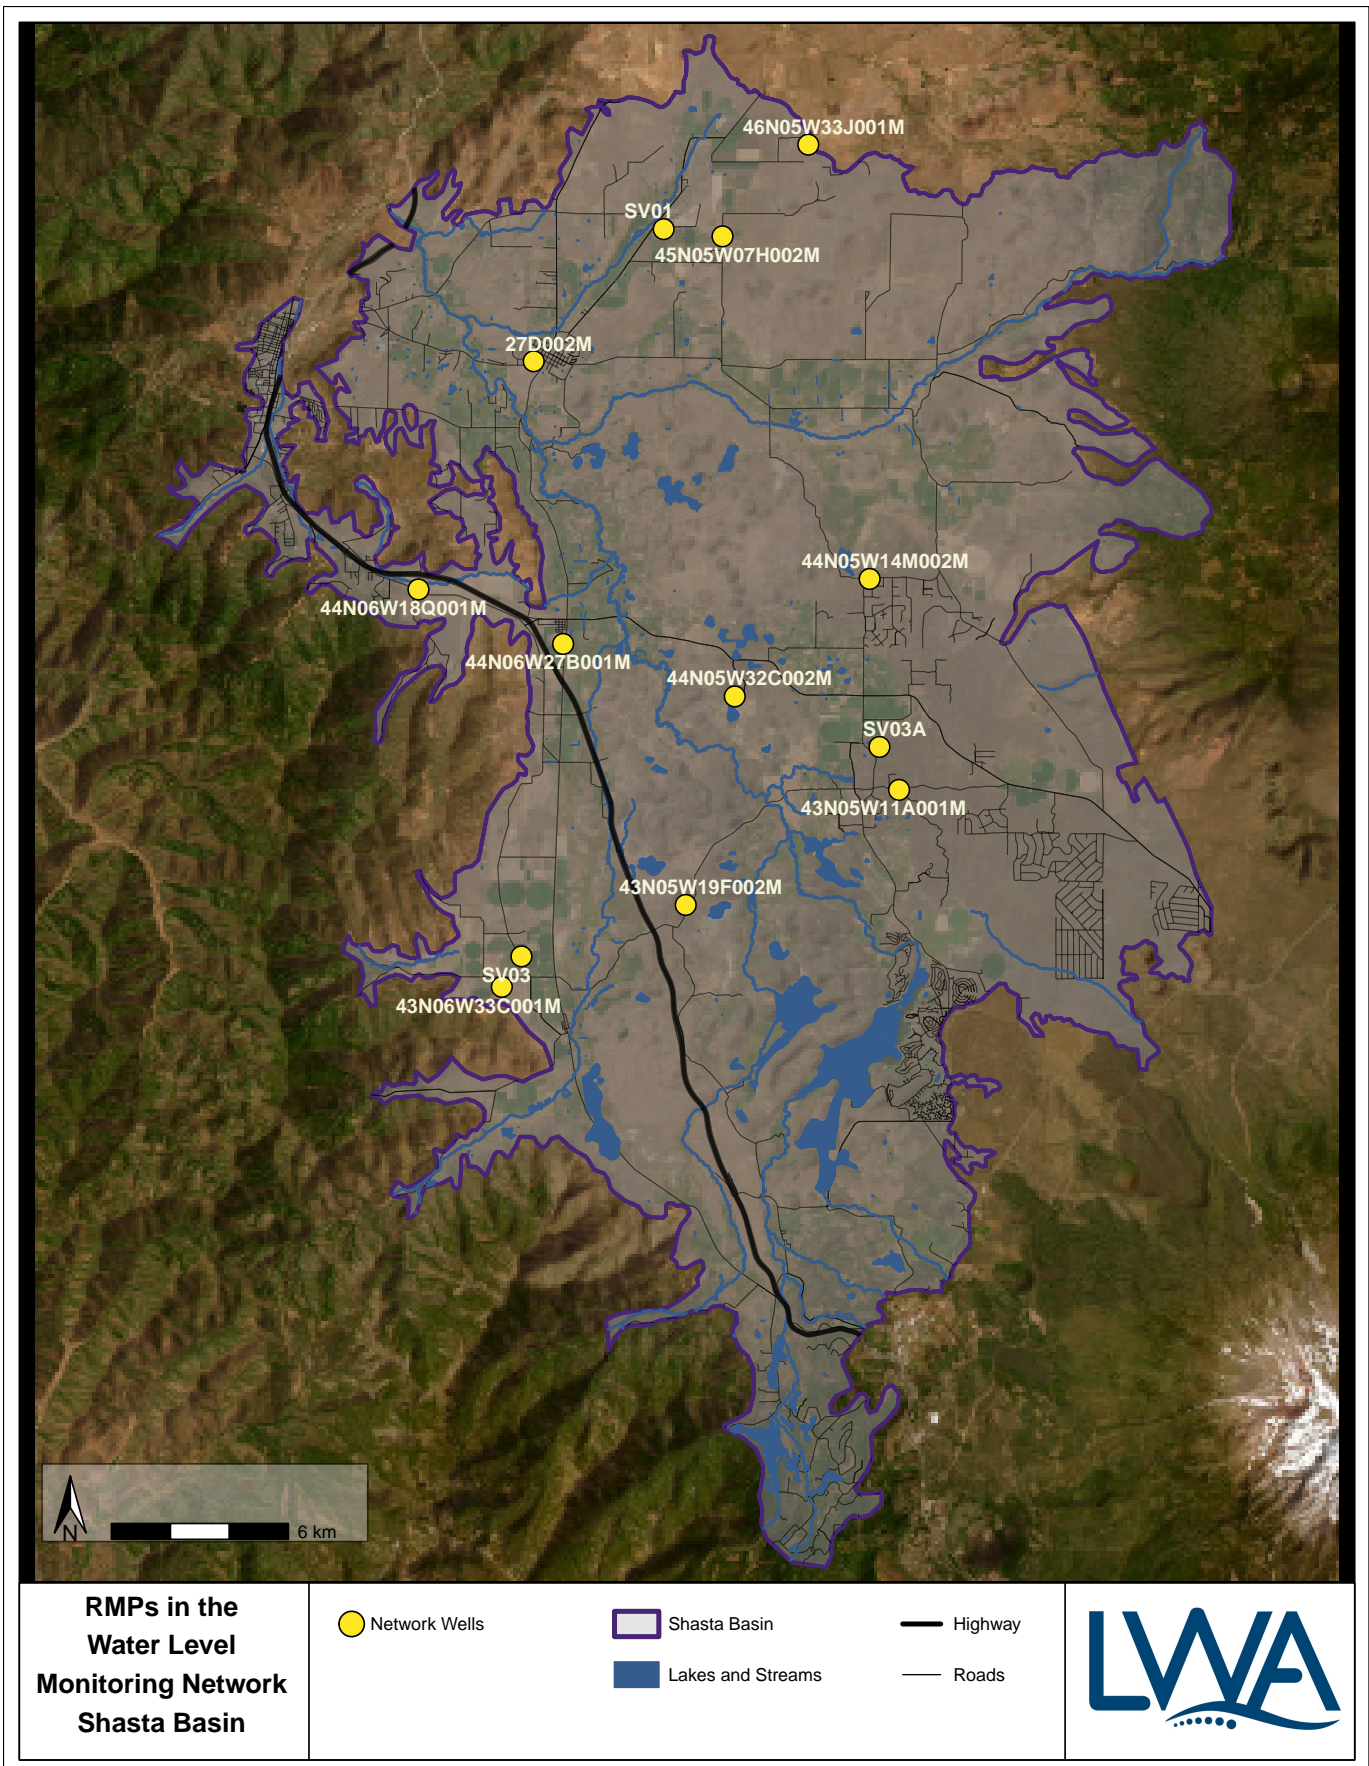 46N05W33J001M
SV01
45N05W07H002M
27D002M
44N05W14M002M
44N06W18Q001M
44N06W27B001M
44N05W32C002M
SV03A
43N05W11A001M
43N05W19F002M
SV03
43N06W33C001M
N
6 km
RMPs in the
Water Level
Monitoring Network
Shasta Basin
Network Wells
Shasta Basin
Highway
Lakes and Streams
Roads
LWA